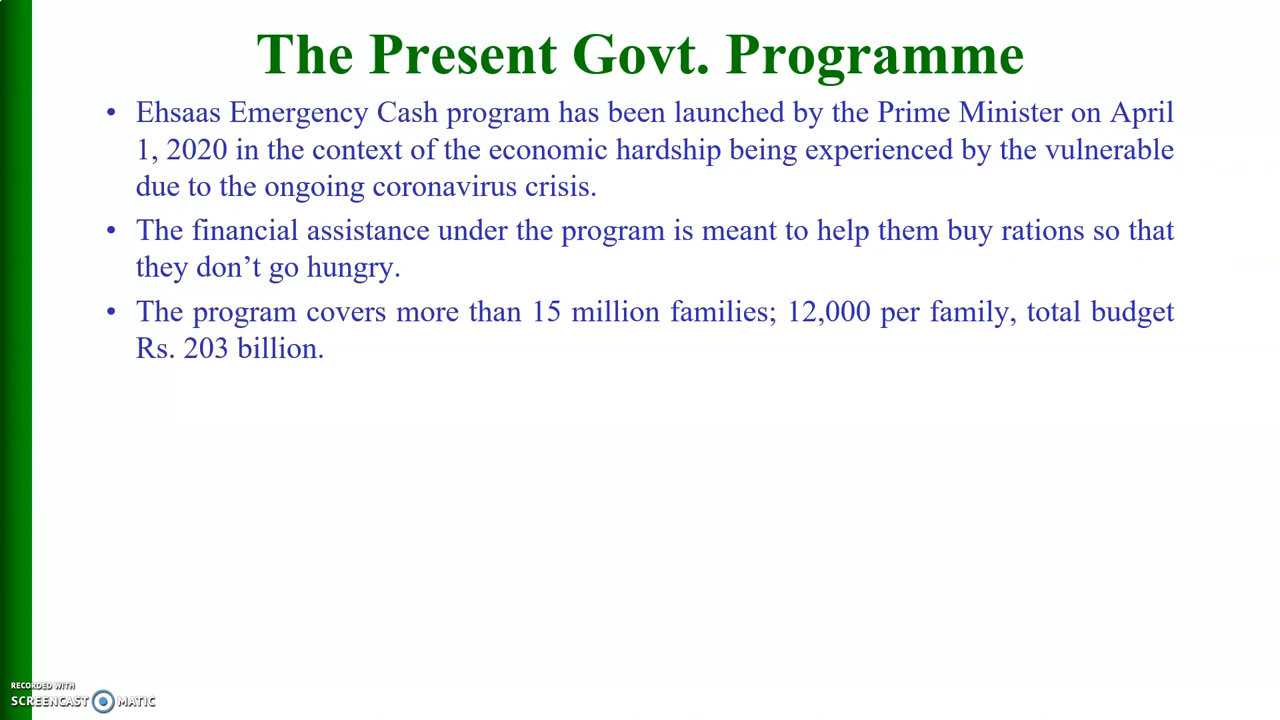 The Present Govt. Programme
• Ehsaas Emergency Cash program has been launched by the Prime Minister on April
1, 2020 in the context of the economic hardship being experienced by the vulnerable
due to the ongoing coronavirus crisis.
• The financial assistance under the program is meant to help them buy rations so that
they don’t go hungry.
• The program covers more than 15 million families; 12,000 per family, total budget
Rs. 203 billion.
RECORDED WITH
SCREENCAST MATIC